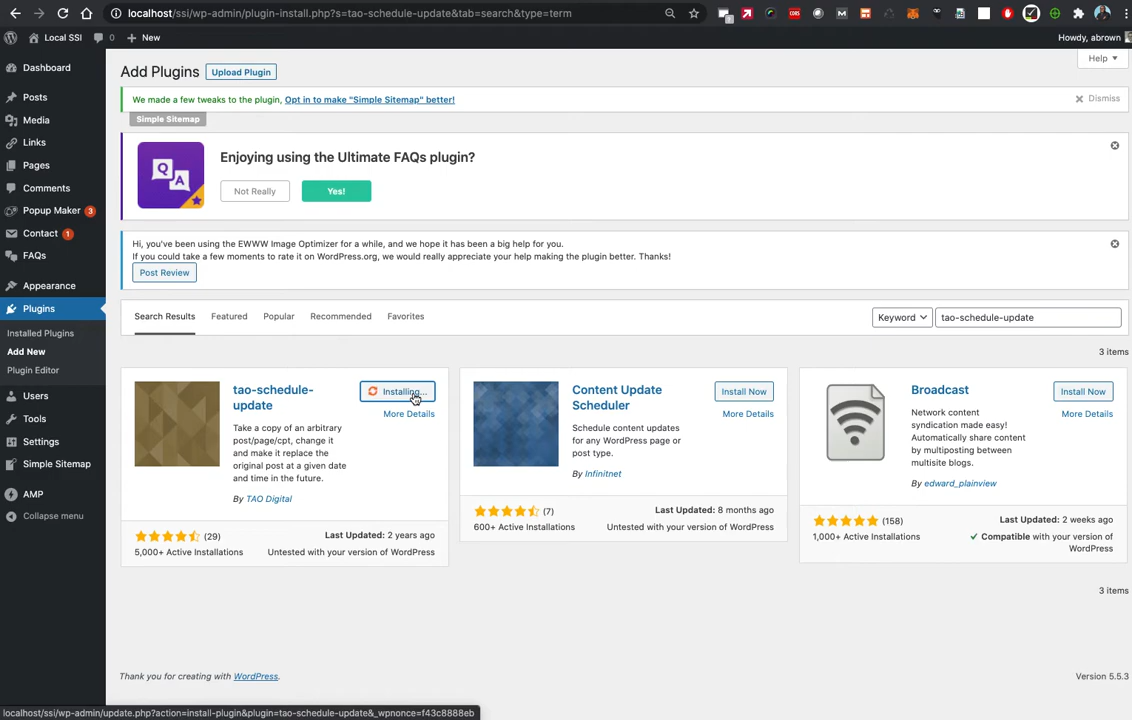 localhost/ssi/wp-admin/plugin-install.php?s=tao-schedule-update&tab=search&type=term
Local SSI
0
New
Howdy, abrown
Dashboard
Posts
Media
Links
Pages
Comments
Popup Maker 3
Contact 1
FAQs
Appearance
Plugins
Installed Plugins
Add New
Plugin Editor
Users
Tools
Settings
Simple Sitemap
AMP
Collapse menu
Help
Add Plugins
Upload Plugin
We made a few tweaks to the plugin, Opt in to make "Simple Sitemap" better!
Dismiss
Simple Sitemap
Q
A
Enjoying using the Ultimate FAQs plugin?
Not Really
Yes!
Hi, you've been using the EWWW Image Optimizer for a while, and we hope it has been a big help for you.
If you could take a few moments to rate it on WordPress.org, we would really appreciate your help making the plugin better. Thanks!
Post Review
Search Results
Featured
Popular
Recommended
Favorites
Keyword
tao-schedule-update
3 items
tao-schedule-
update
Installing...
More Details
Take a copy of an arbitrary
post/page/cpt, change it
and make it replace the
original post at a given date
and time in the future.
By TAO Digital
(29)
5,000+ Active Installations
Last Updated: 2 years ago
Untested with your version of WordPress
Content Update
Scheduler
Install Now
More Details
Schedule content updates
for any WordPress page or
post type.
By Infinitnet
(7)
600+ Active Installations
Last Updated: 8 months ago
Untested with your version of WordPress
Broadcast
Install Now
More Details
Network content
syndication made easy!
Automatically share content
by multiposting between
multisite blogs.
By edward_plainview
(158)
1,000+ Active Installations
Last Updated: 2 weeks ago
Compatible with your version of
WordPress
3 items
Thank you for creating with WordPress.
Version 5.5.3
localhost/ssi/wp-admin/update.php?action=install-plugin&plugin=tao-schedule-update&_wpnonce=f43c8888eb